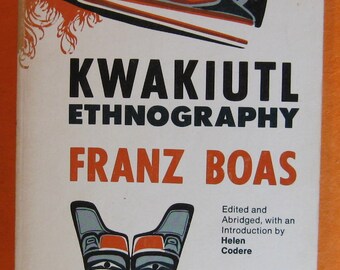 KWAKIUTL
ETHNOGRAPHY
FRANZ BOAS
Edited and
Abridged, with an
Introduction by
Helen
Codere